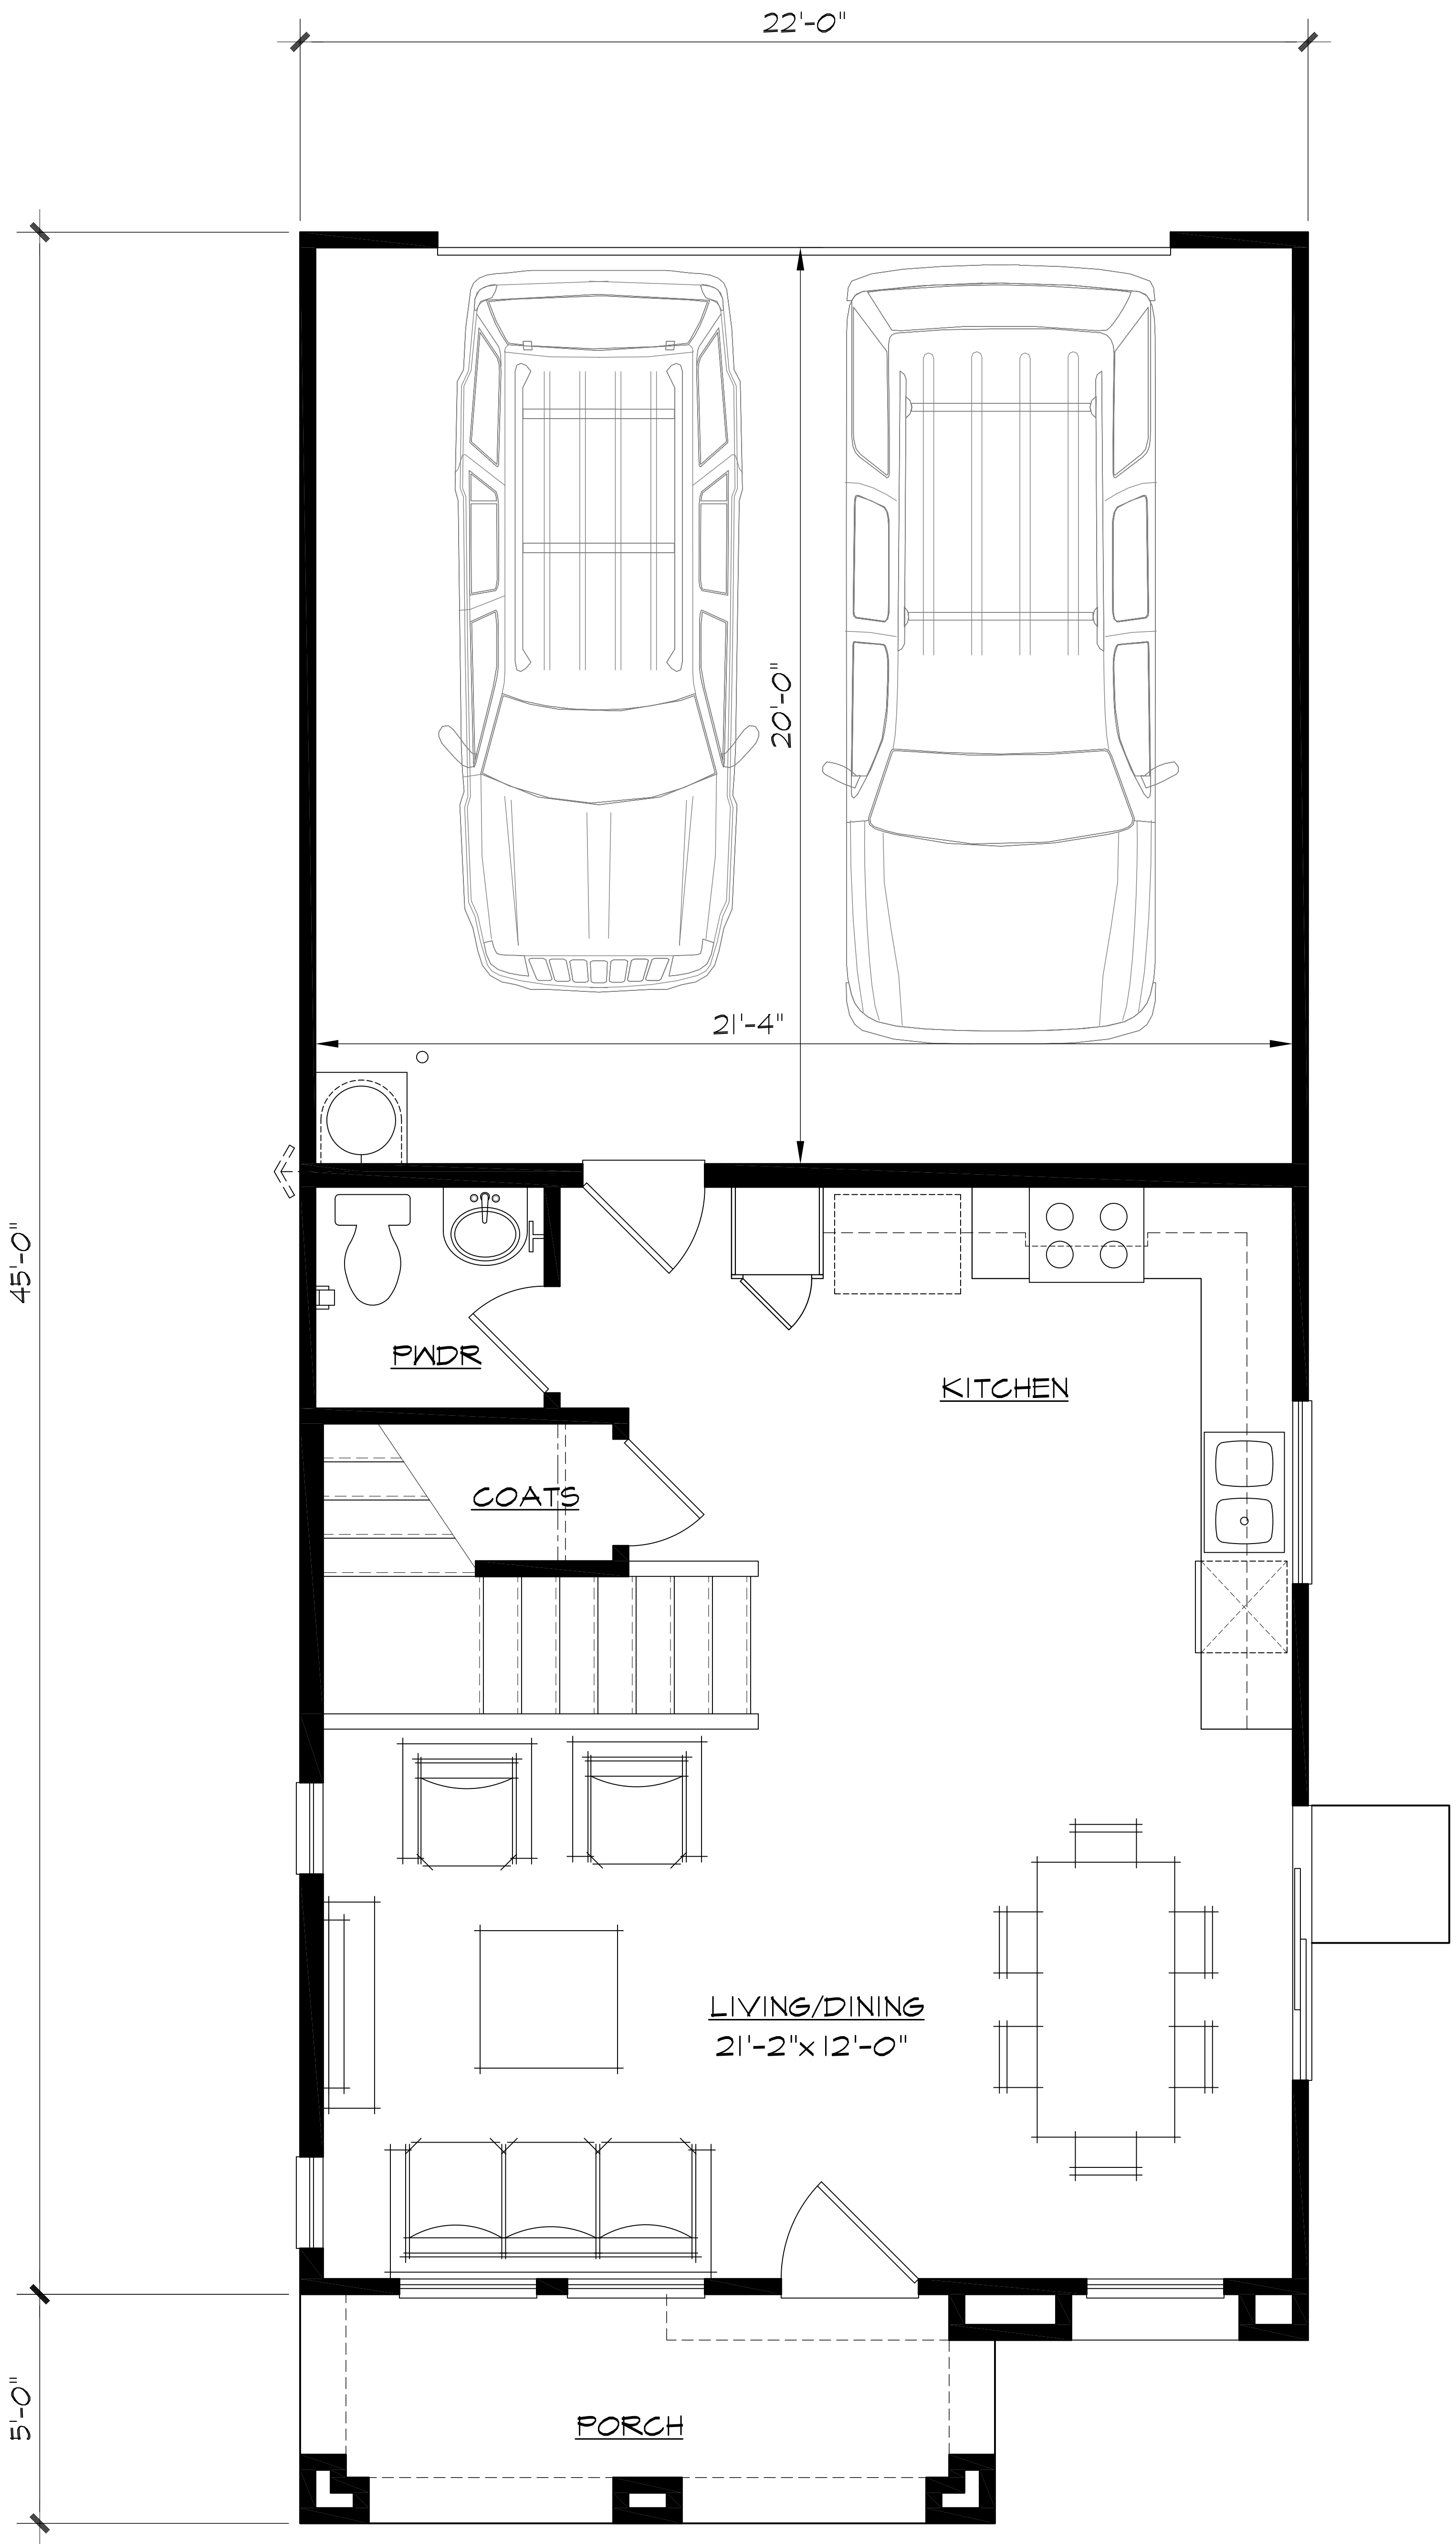 22'-0"
20'-0"
21'-4"
45'-0"
PWDR
KITCHEN
COATS
LIVING/DINING
21'-2"x12'-0"
5'-0"
PORCH